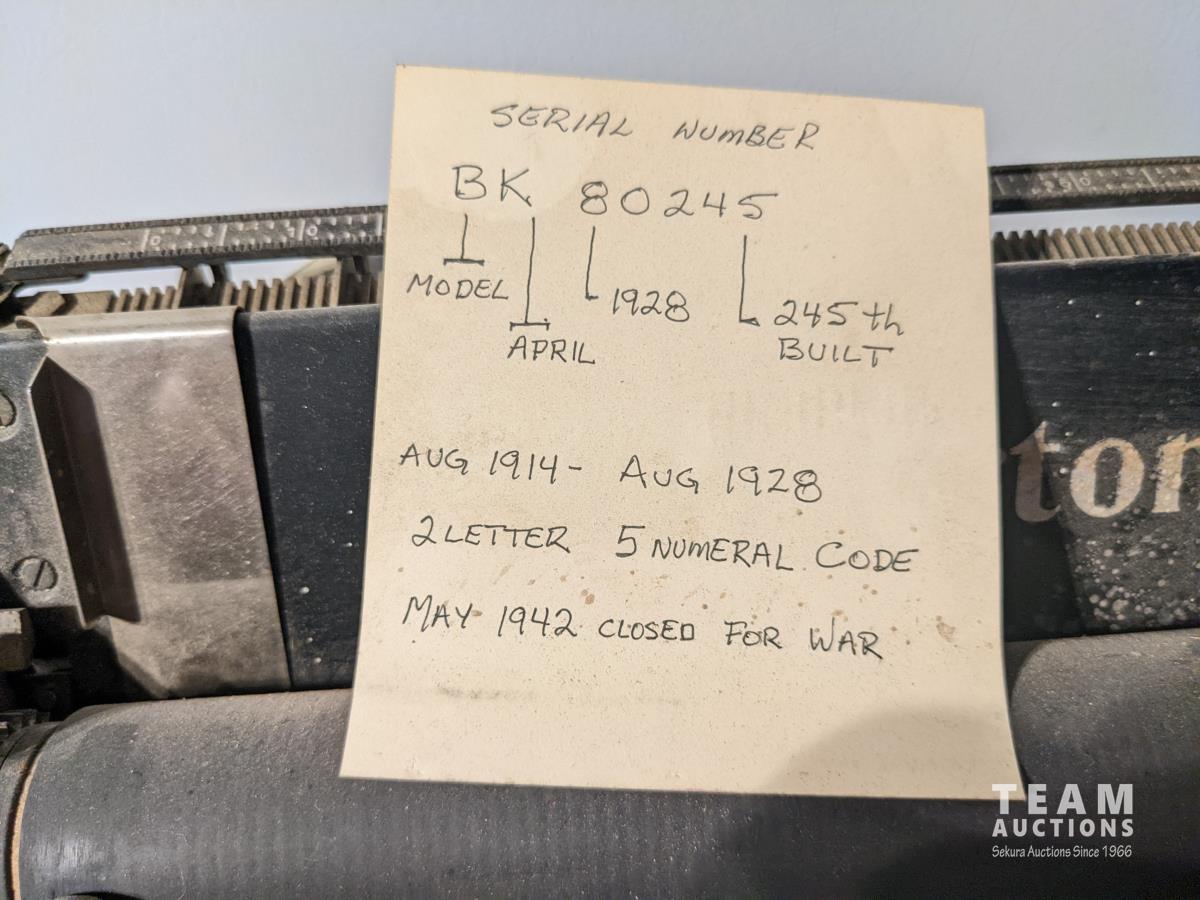 SERIAL NUMBER
BK 80245
MODEL
1928
245th
APRIL
BUILT
AUG 1914- AUG 1928
2 LETTER 5 NUMERAL CODE
MAY 1942 CLOSED FOR WAR
ton
TEAM
AUCTIONS
Sekura Auctions Since 1966